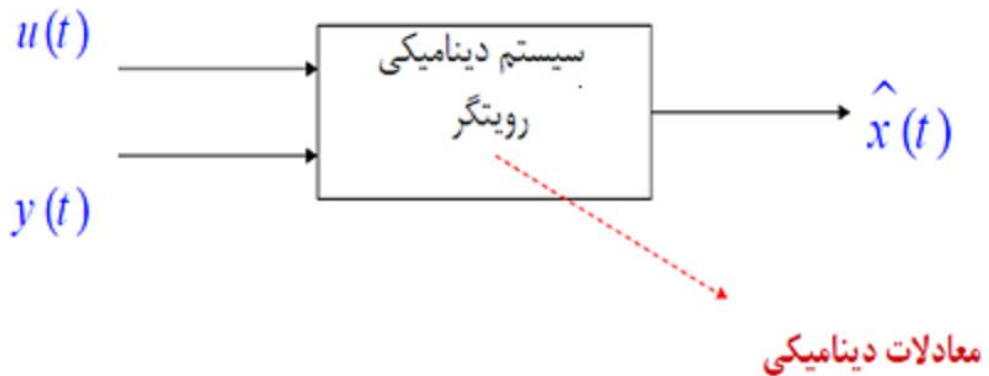 u(t)
سیستم دینامیکی
رویتگر
x̂(t)
y(t)
معادلات دینامیکی